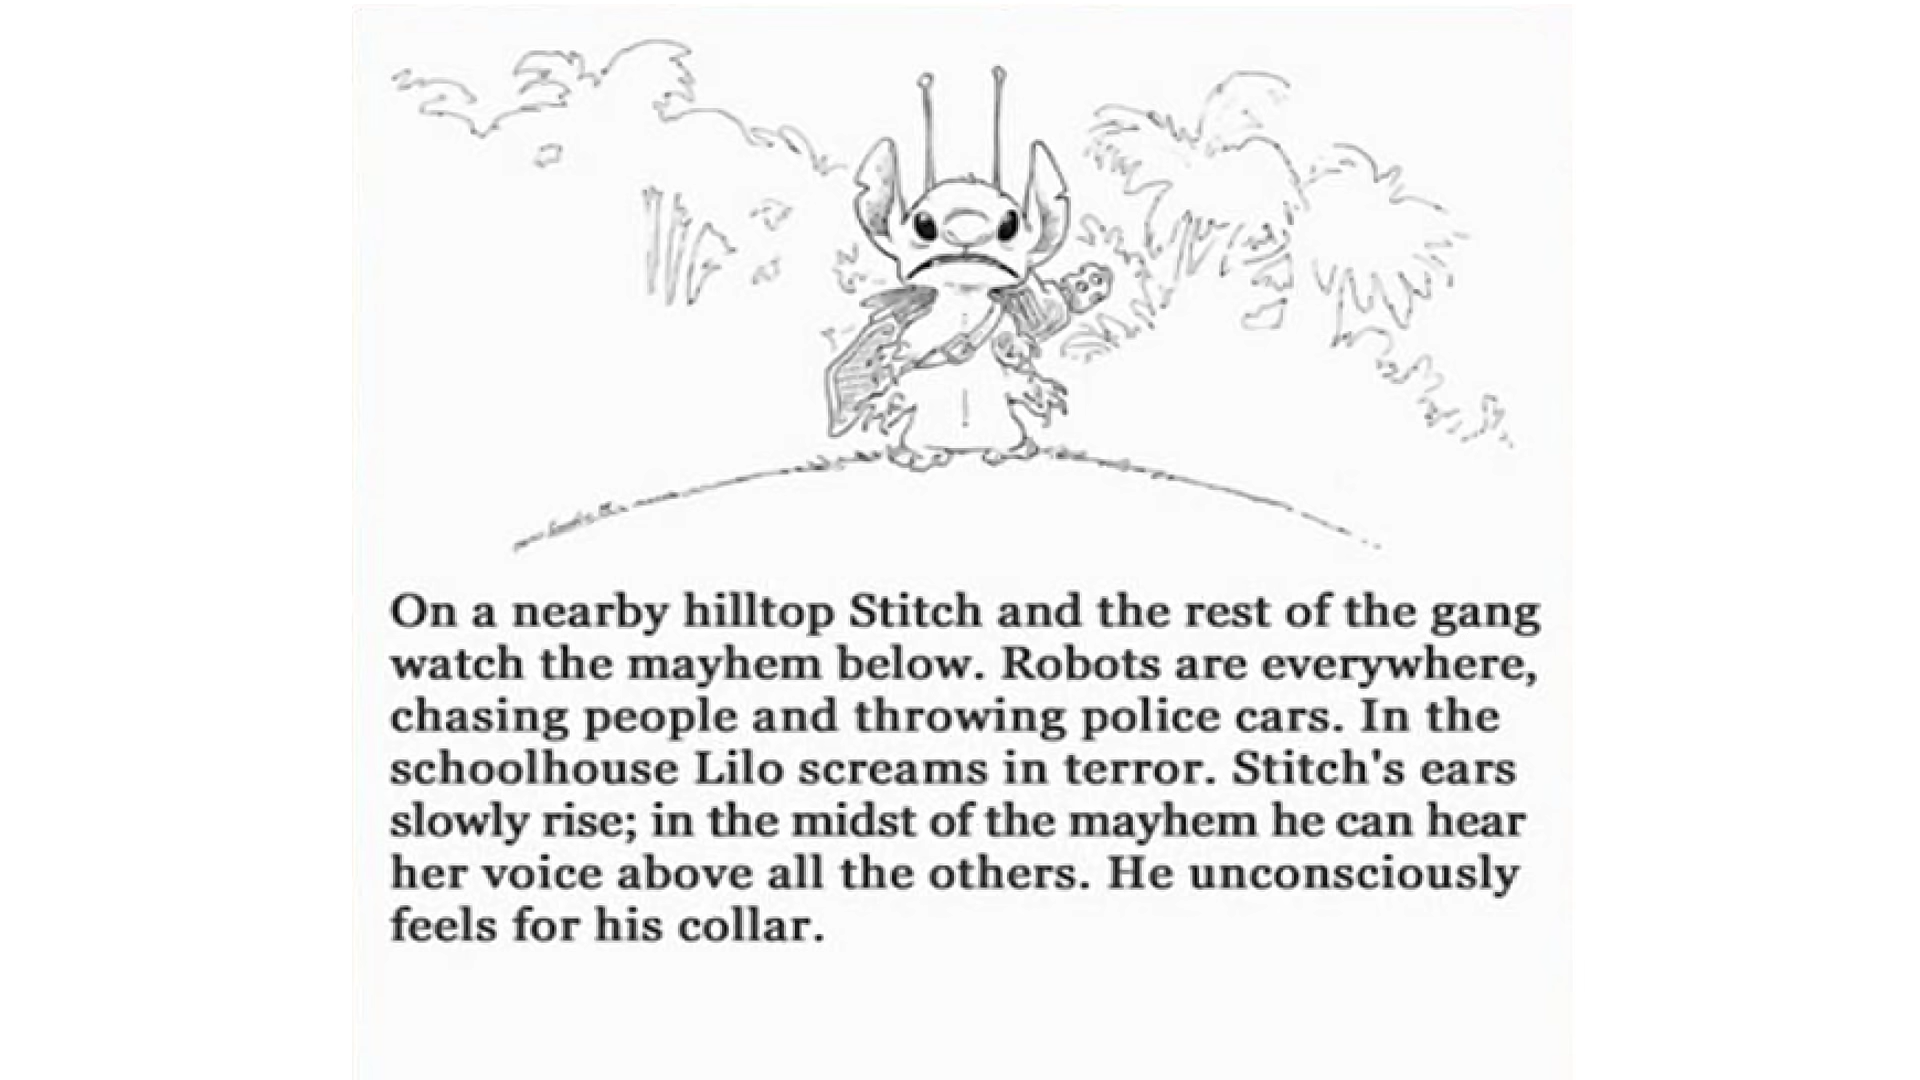 On a nearby hilltop Stitch and the rest of the gang
watch the mayhem below. Robots are everywhere,
chasing people and throwing police cars. In the
schoolhouse Lilo screams in terror. Stitch's ears
slowly rise; in the midst of the mayhem he can hear
her voice above all the others. He unconsciously
feels for his collar.